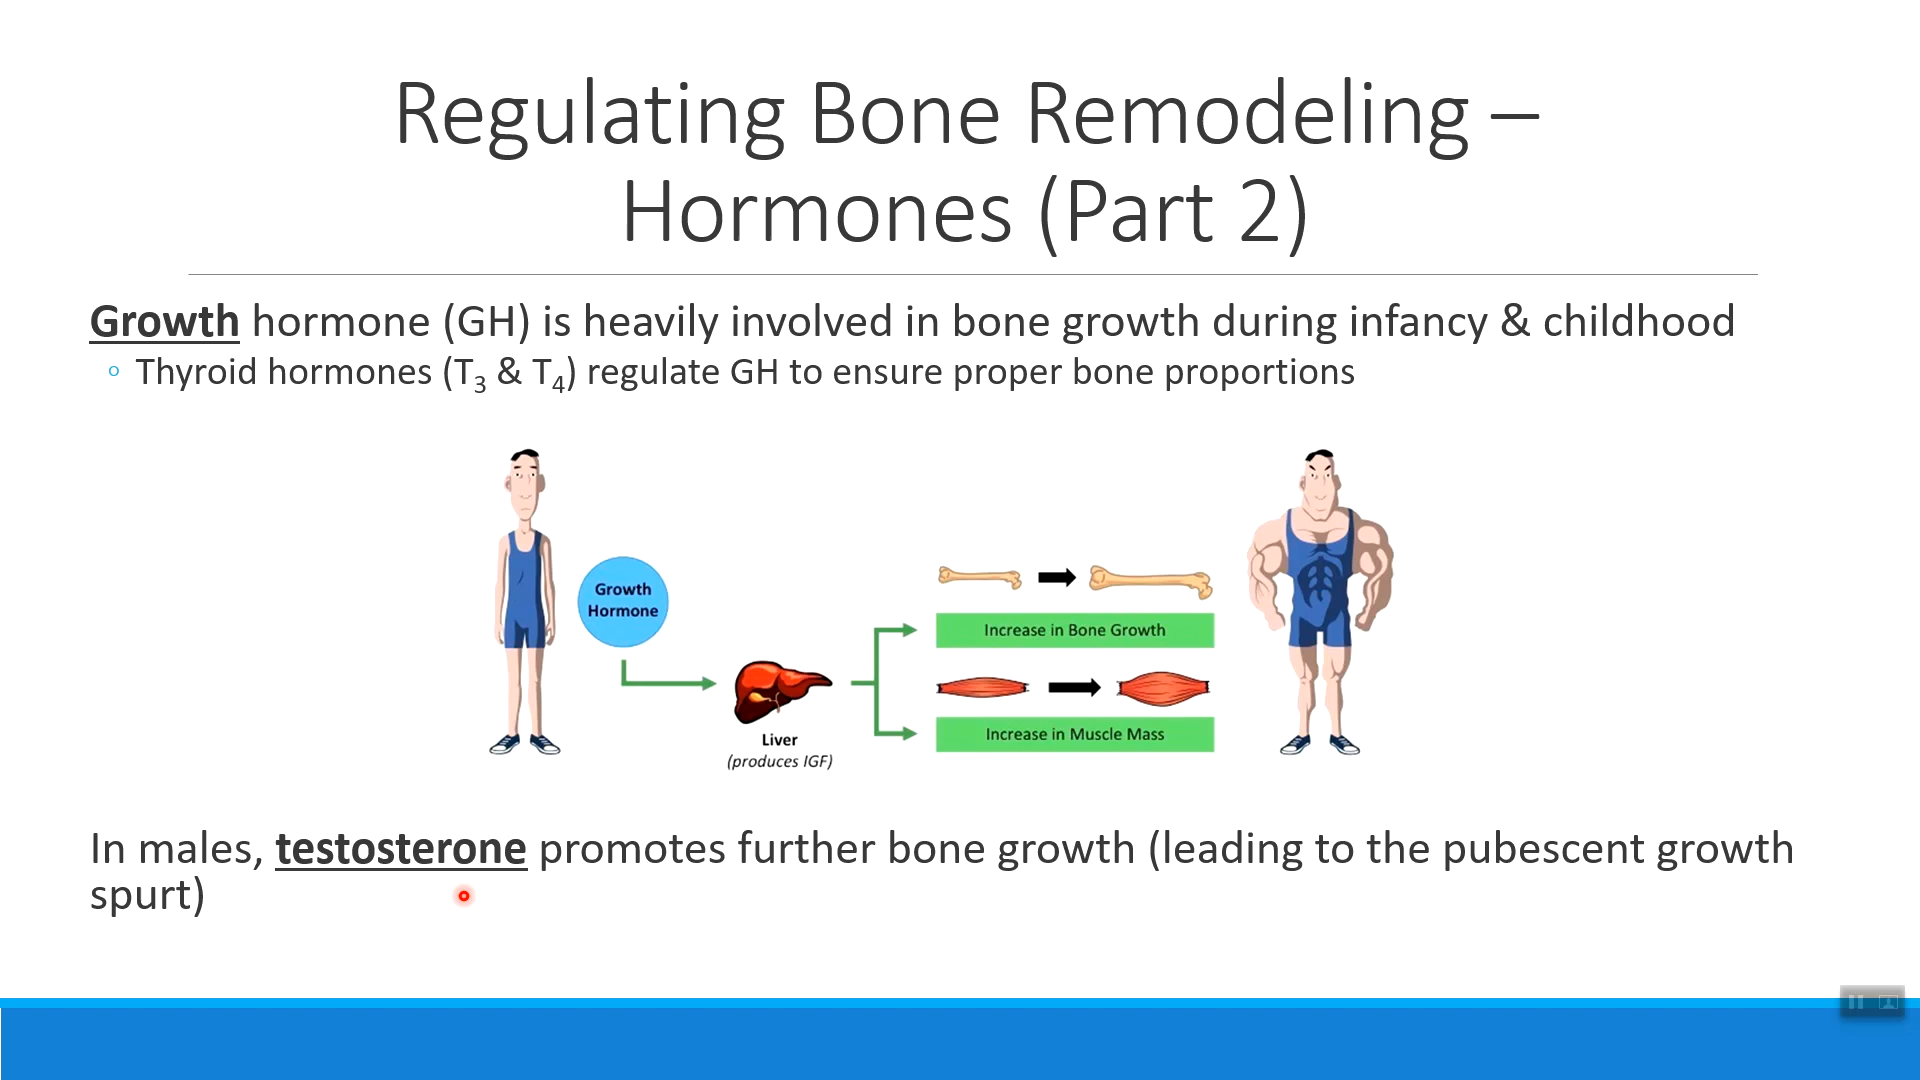 Regulating Bone Remodeling –
Hormones (Part 2)
Growth hormone (GH) is heavily involved in bone growth during infancy & childhood
◦ Thyroid hormones (T₃ & T₄) regulate GH to ensure proper bone proportions
Growth
Hormone
Liver
(produces IGF)
Increase in Bone Growth
Increase in Muscle Mass
In males, testosterone promotes further bone growth (leading to the pubescent growth
spurt)